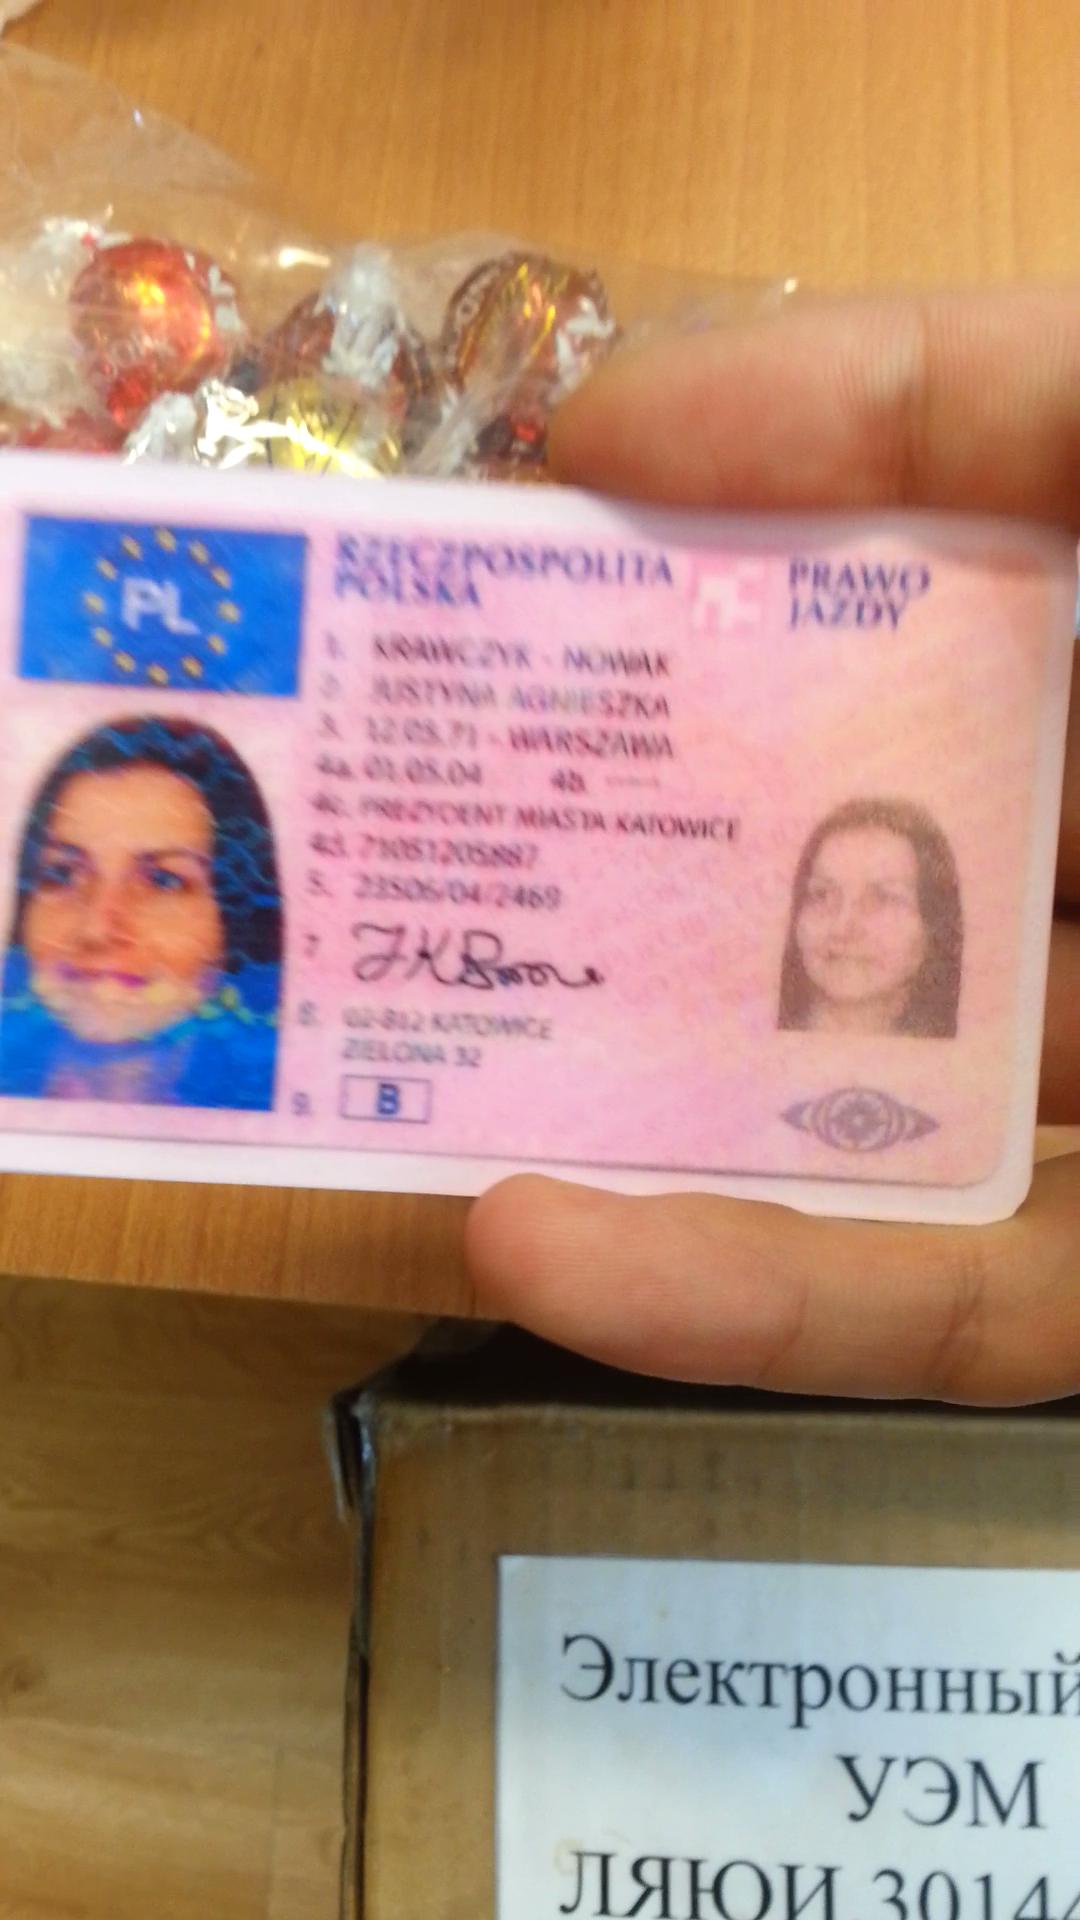 PL
RZECZPOSPOLITA
POLSKA
PRAWO
JAZDY
1. KRAWCZYK - NOWAK
2. JUSTYNA AGNIESZKA
3. 12.05.71 - WARSZAWA
4a. 01.05.04 4b. -----
4c. PREZYDENT MIASTA KATOWICE
4d. 71051205887
5. 23506/04/2469
7.
8. 02-812 KATOWICE
ZIELONA 32
9. B
Электронный
УЭМ
ЛЯЮИ 3014